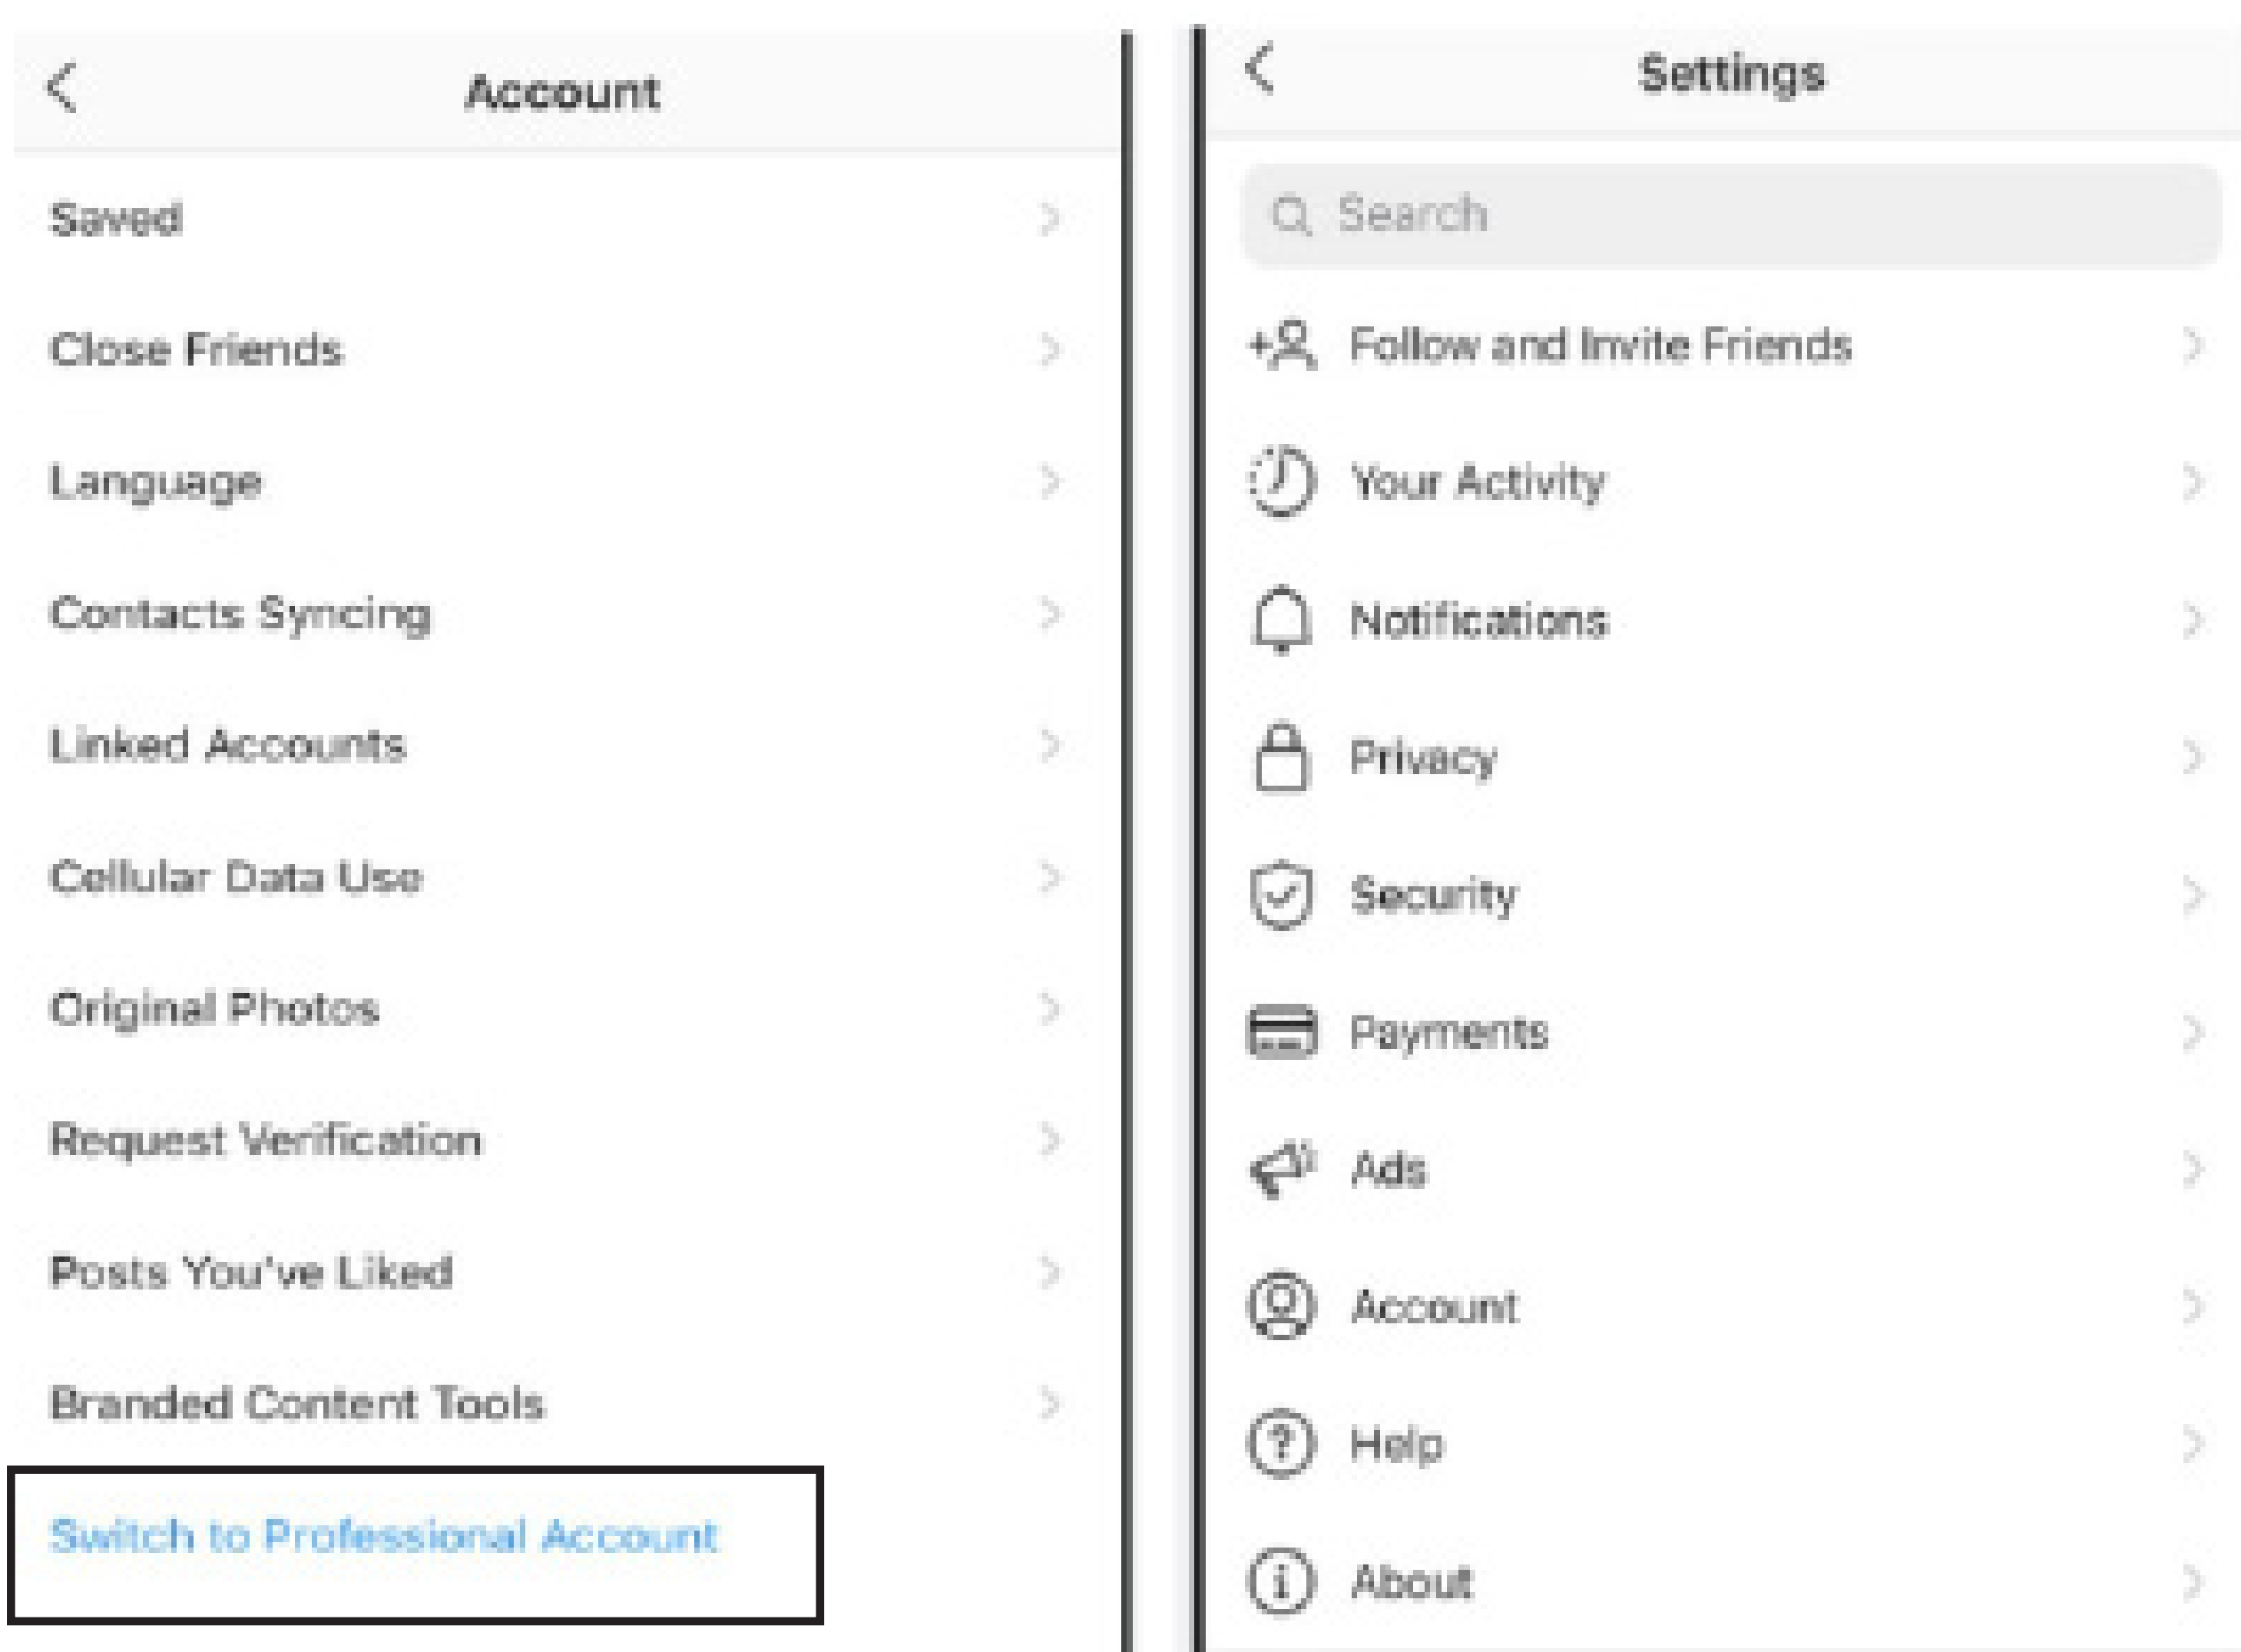 Account
Saved
Close Friends
Language
Contacts Syncing
Linked Accounts
Cellular Data Use
Original Photos
Request Verification
Posts You've Liked
Branded Content Tools
Switch to Professional Account
Settings
Search
Follow and Invite Friends
Your Activity
Notifications
Privacy
Security
Payments
Ads
Account
Help
About